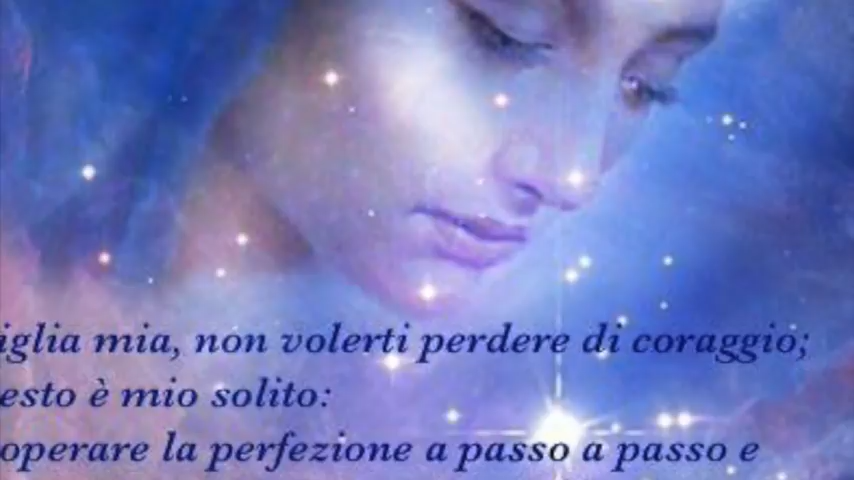 iglia mia, non volerti perdere di coraggio;
esto è mio solito:
operare la perfezione a passo a passo e